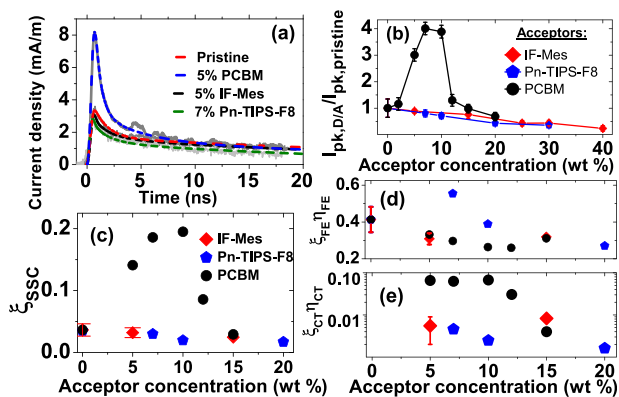 (a)
Current density (mA/m)
8
6
4
2
0
Pristine
5% PCBM
5% IF-Mes
7% Pn-TIPS-F8
0 5 10 15 20
Time (ns)
(b)
I_pk,D/A/I_pk,pristine
4
3
2
1
0
Acceptors:
IF-Mes
Pn-TIPS-F8
PCBM
0 10 20 30 40
Acceptor concentration (wt %)
(c)
ξ_SSC
0.2
0.1
0.0
IF-Mes
Pn-TIPS-F8
PCBM
0 5 10 15 20
Acceptor concentration (wt %)
(d)
ξ_FE η_FE
0.6
0.4
0.2
(e)
ξ_CT η_CT
0.10
0.01
0 5 10 15 20
Acceptor concentration (wt %)